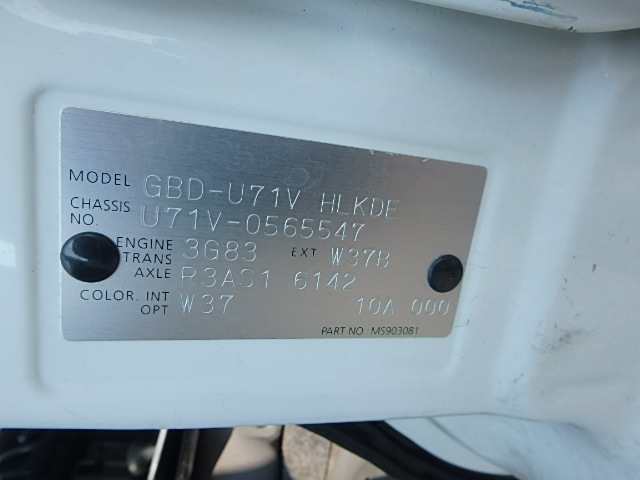 MODEL GBD-U71V HLKDE
CHASSIS NO. U71V-0565547
ENGINE 3G83 EXT W37B
TRANS AXLE R3AS1 6142
COLOR. INT W37 10A 000
OPT
PART NO MS903081